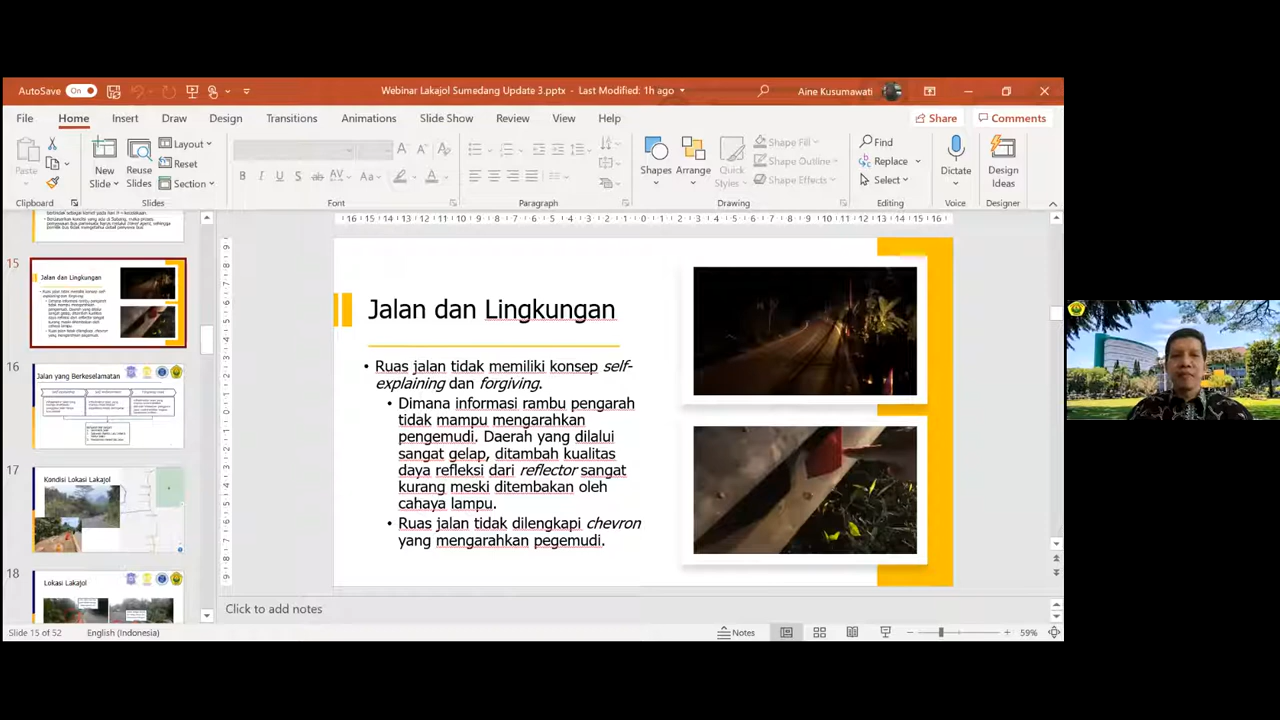 AutoSave On Webinar Lakajol Sumedang Update 3.pptx - Last Modified: 1h ago Aine Kusumawati
File Home Insert Draw Design Transitions Animations Slide Show Review View Help Share Comments
Paste
New
Slide
Reuse
Slides
Layout
Reset
Section
Shapes
Arrange
Quick
Styles
Shape Fill
Shape Outline
Shape Effects
Find
Replace
Select
Dictate
Design
Ideas
Clipboard Slides Font Paragraph Drawing Editing Voice Designer
15
Jalan dan Lingkungan
16
Jalan yang Berkeselamatan
17
Kondisi Lokasi Lakajol
18
Lokasi Lakajol
Jalan dan Lingkungan
• Ruas jalan tidak memiliki konsep self-
explaining dan forgiving.
• Dimana informasi rambu pengarah
tidak mampu mengarahkan
pengemudi. Daerah yang dilalui
sangat gelap, ditambah kualitas
daya refleksi dari reflector sangat
kurang meski ditembakan oleh
cahaya lampu.
• Ruas jalan tidak dilengkapi chevron
yang mengarahkan pegemudi.
Click to add notes
Slide 15 of 52 English (Indonesia) Notes 59%